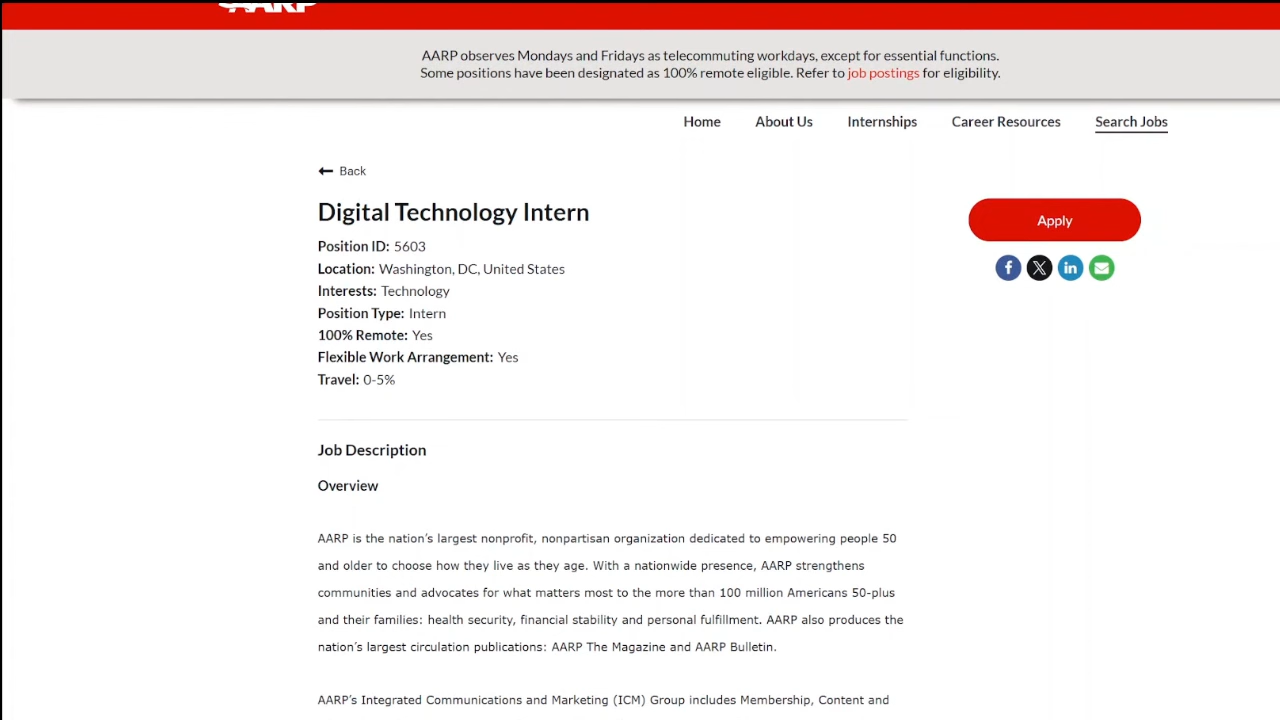 AARP
AARP observes Mondays and Fridays as telecommuting workdays, except for essential functions.
Some positions have been designated as 100% remote eligible. Refer to job postings for eligibility.
Home About Us Internships Career Resources Search Jobs
Back
Digital Technology Intern
Apply
Position ID: 5603
Location: Washington, DC, United States
Interests: Technology
Position Type: Intern
100% Remote: Yes
Flexible Work Arrangement: Yes
Travel: 0-5%
Job Description
Overview
AARP is the nation’s largest nonprofit, nonpartisan organization dedicated to empowering people 50
and older to choose how they live as they age. With a nationwide presence, AARP strengthens
communities and advocates for what matters most to the more than 100 million Americans 50-plus
and their families: health security, financial stability and personal fulfillment. AARP also produces the
nation’s largest circulation publications: AARP The Magazine and AARP Bulletin.
AARP’s Integrated Communications and Marketing (ICM) Group includes Membership, Content and